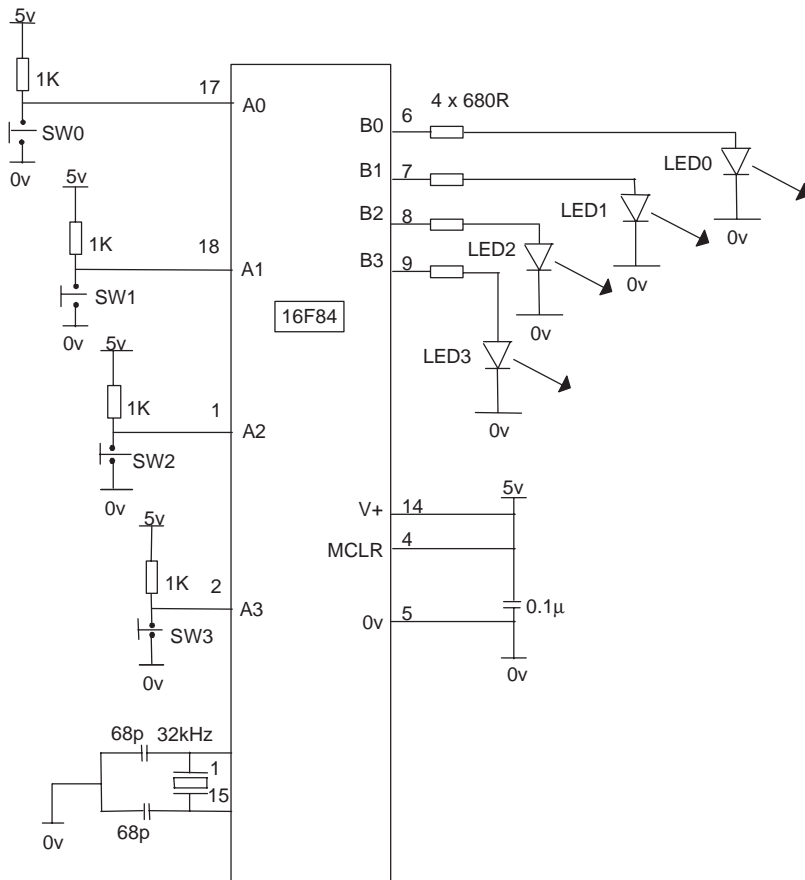 5v
1K
17
A0
SW0
0v
5v
1K
18
A1
SW1
0v
5v
1K
1
A2
SW2
0v
5v
1K
2
A3
SW3
0v
68p
32kHz
1
15
68p
0v
16F84
B0
6
4 x 680R
LED0
0v
B1
7
LED1
0v
B2
8
LED2
0v
B3
9
LED3
0v
V+
14
5v
MCLR
4
0.1µ
0v
5
0v